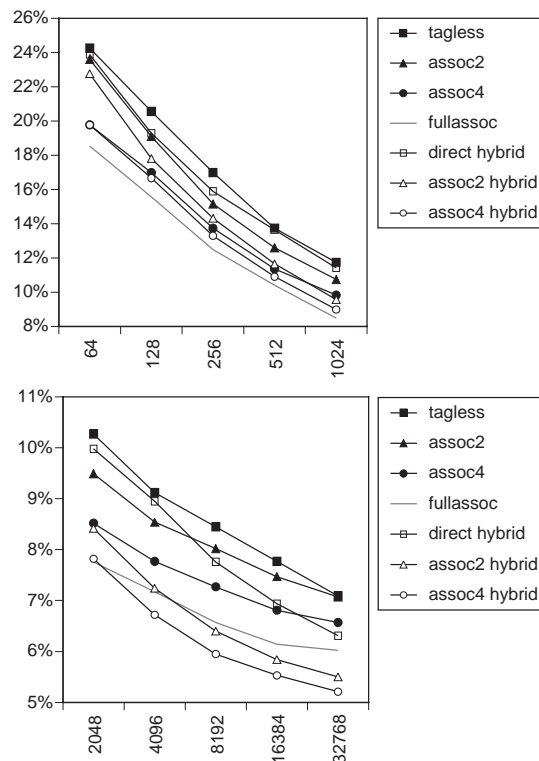 26%
24%
22%
20%
18%
16%
14%
12%
10%
8%
64
128
256
512
1024
tagless
assoc2
assoc4
fullassoc
direct hybrid
assoc2 hybrid
assoc4 hybrid
11%
10%
9%
8%
7%
6%
5%
2048
4096
8192
16384
32768
tagless
assoc2
assoc4
fullassoc
direct hybrid
assoc2 hybrid
assoc4 hybrid